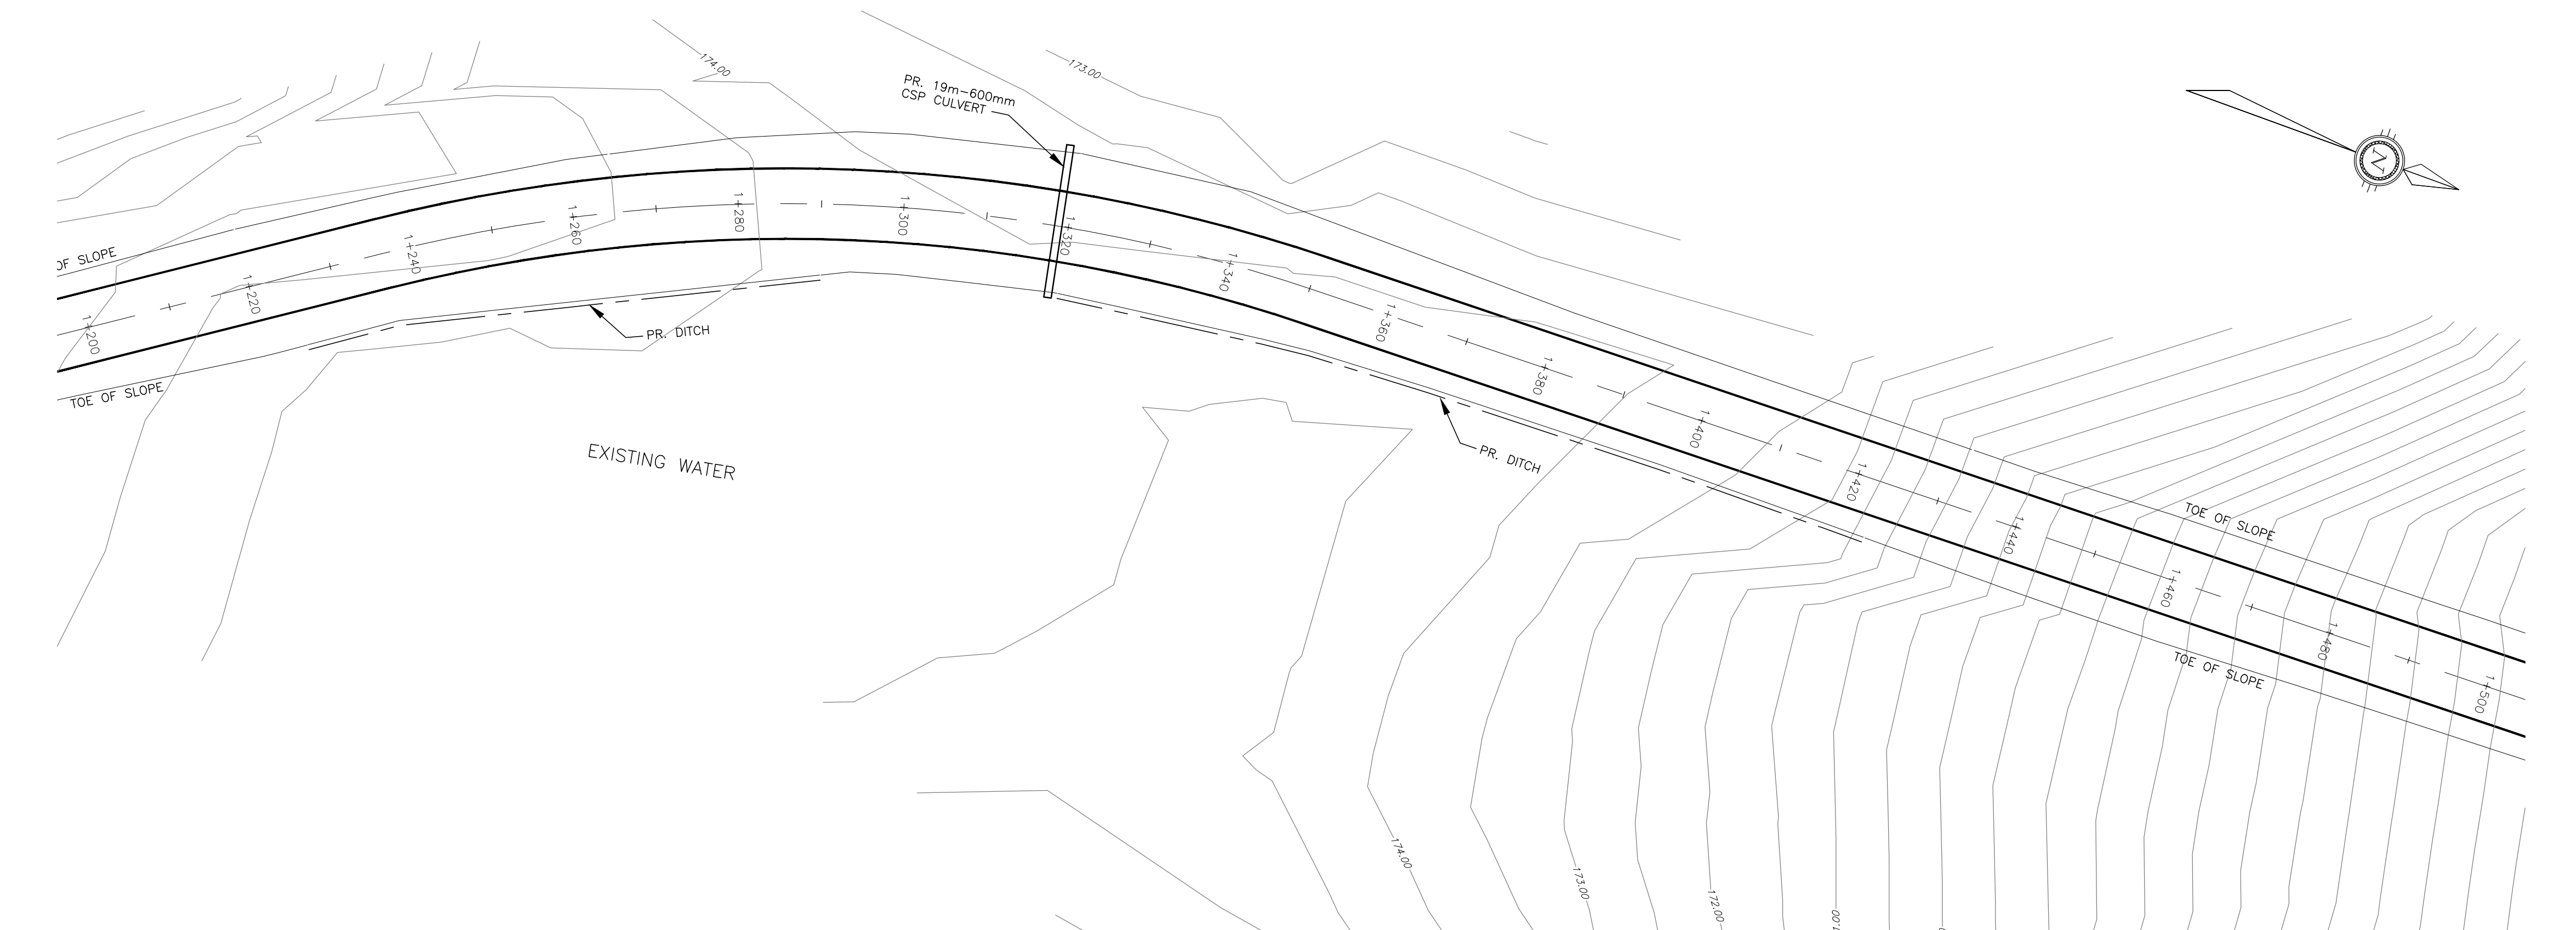 174.00
173.00
PR. 19m-600mm
CSP CULVERT
N
OF SLOPE
1+200
1+220
1+240
1+260
1+280
1+300
1+320
1+340
1+360
1+380
1+400
1+420
1+440
1+460
1+480
1+500
TOE OF SLOPE
PR. DITCH
EXISTING WATER
PR. DITCH
TOE OF SLOPE
TOE OF SLOPE
174.00
173.00
172.00
.00